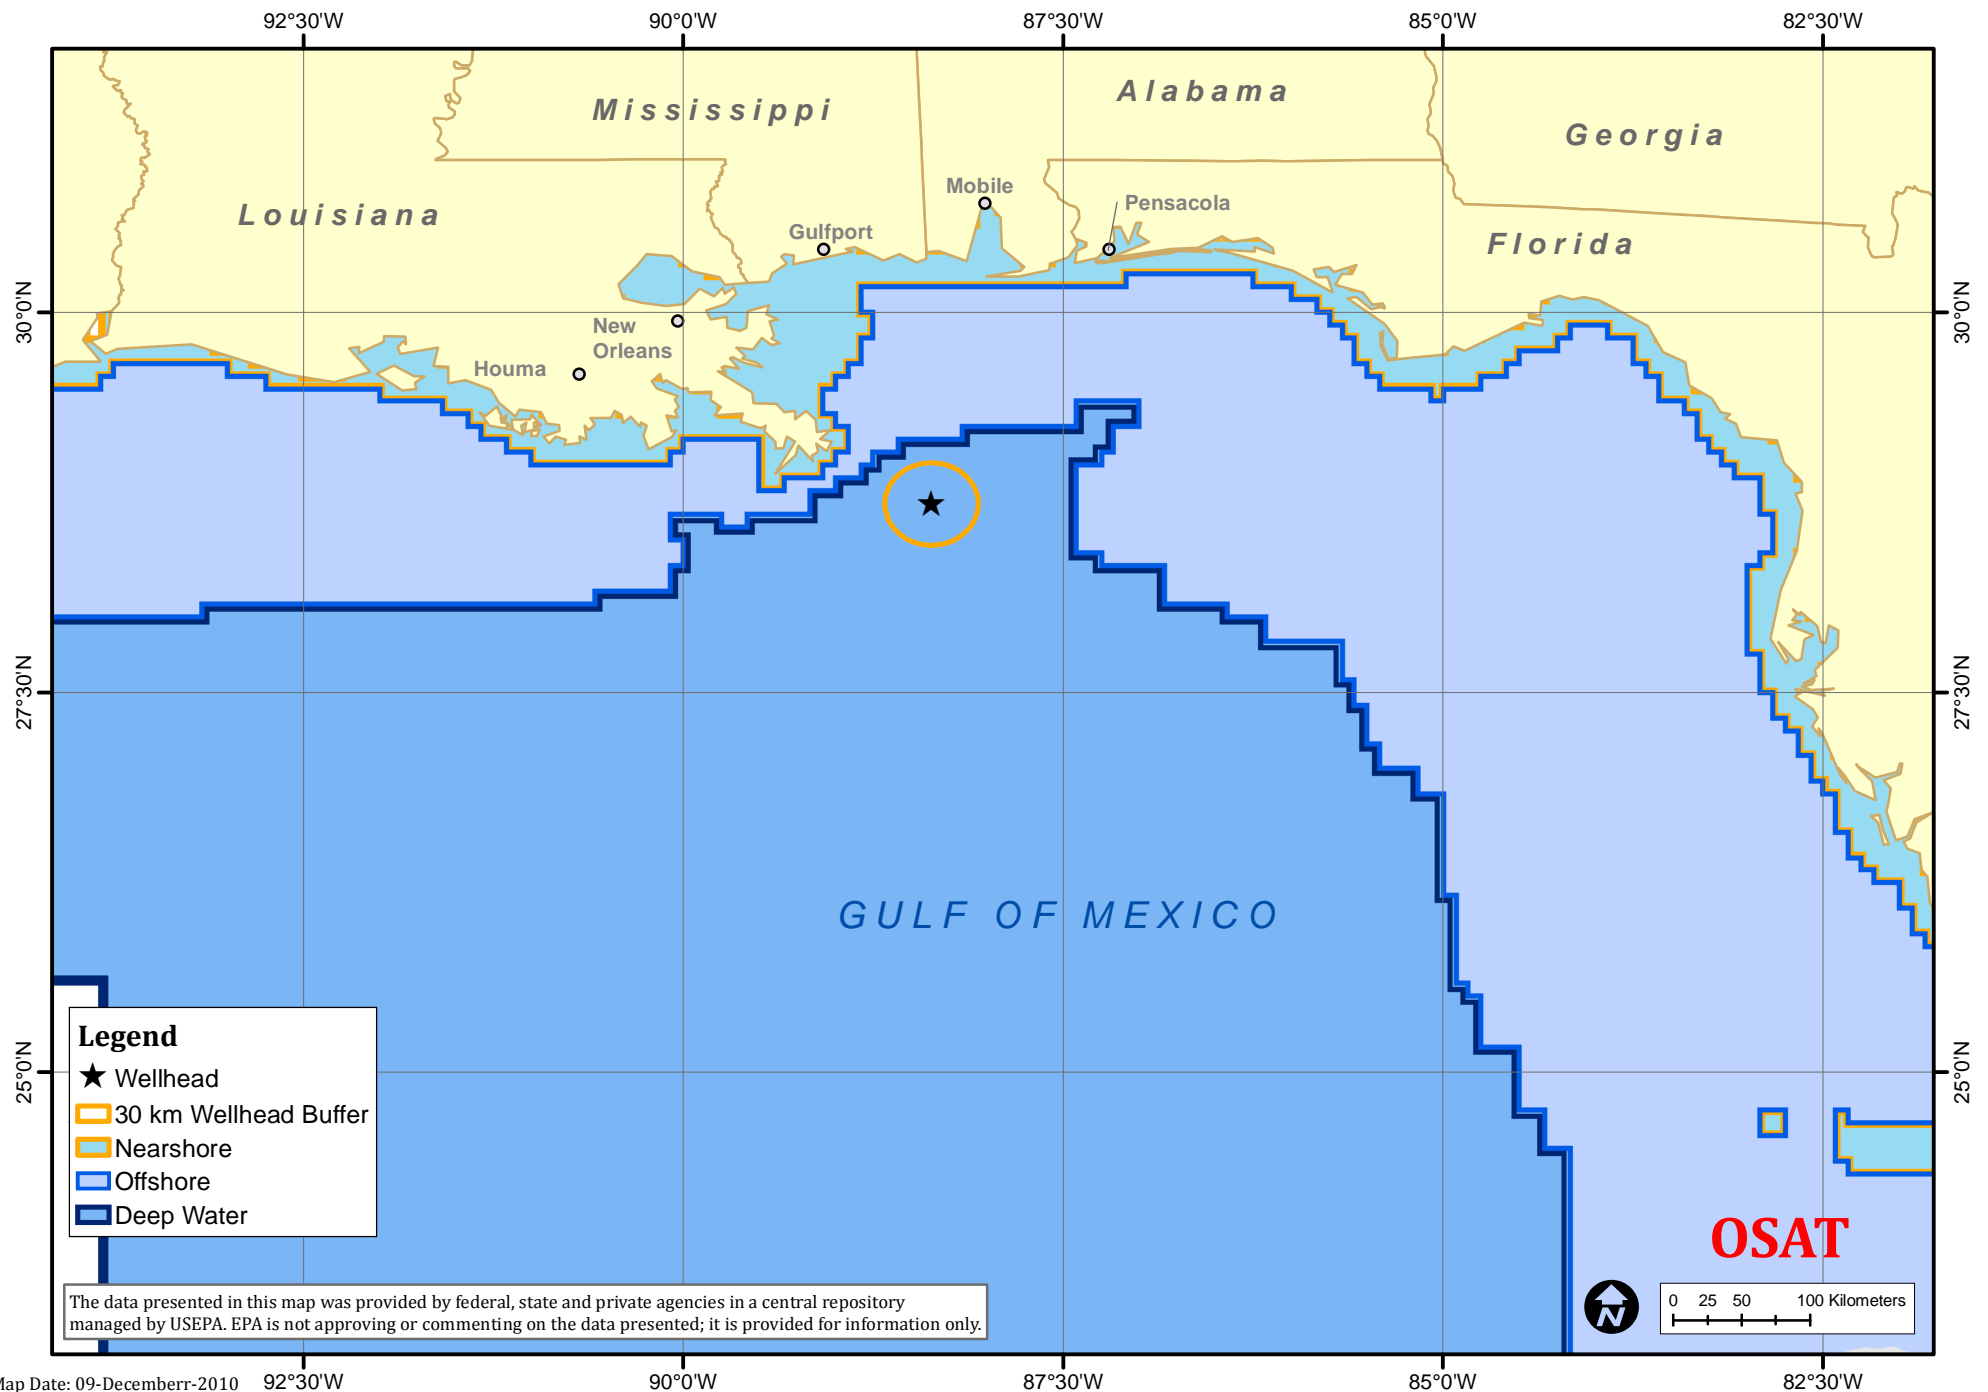 92°30'W 90°0'W 87°30'W 85°0'W 82°30'W
Alabama
Mississippi
Georgia
Mobile
Pensacola
Louisiana
Gulfport
Florida
30°0'N
30°0'N
New
Orleans
Houma
27°30'N
27°30'N
GULF OF MEXICO
Legend
Wellhead
30 km Wellhead Buffer
Nearshore
Offshore
Deep Water
25°0'N
25°0'N
OSAT
N
0 25 50 100 Kilometers
The data presented in this map was provided by federal, state and private agencies in a central repository
managed by USEPA. EPA is not approving or commenting on the data presented; it is provided for information only.
Map Date: 09-Decemberr-2010
92°30'W 90°0'W 87°30'W 85°0'W 82°30'W